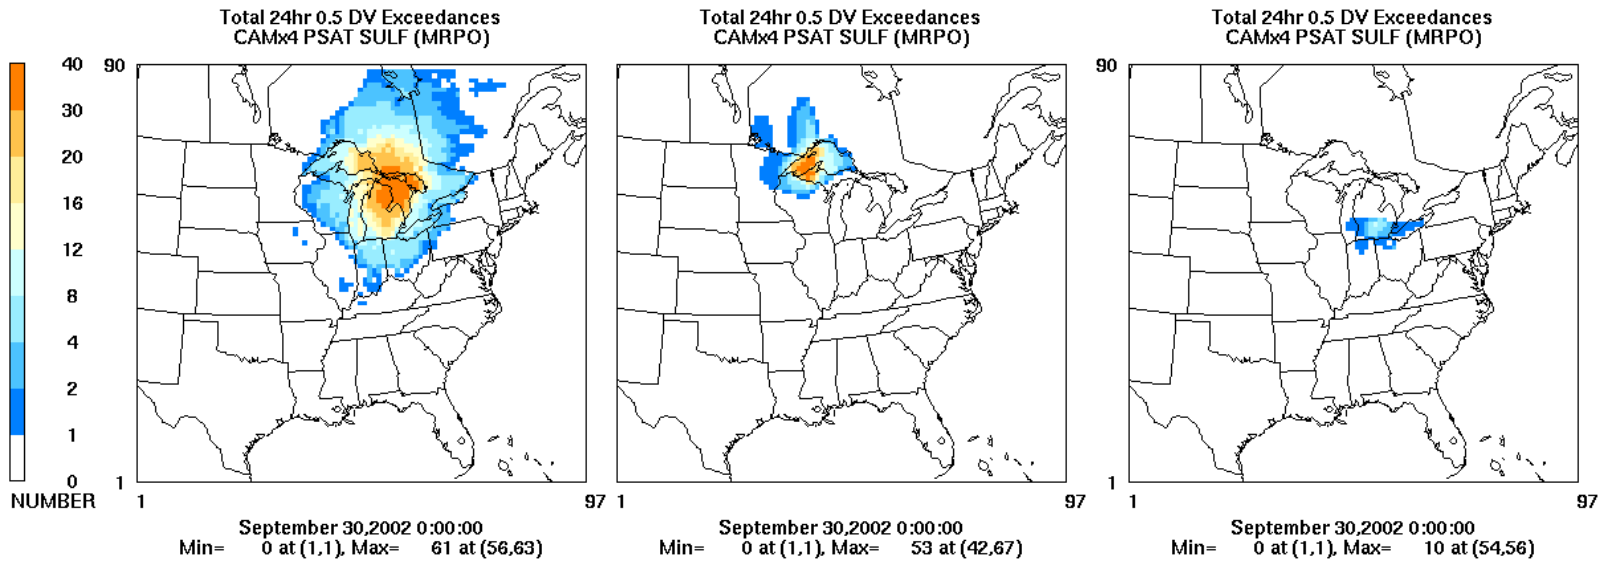 Total 24hr 0.5 DV Exceedances
CAMx4 PSAT SULF (MRPO)
40
30
20
16
12
8
4
2
1
0
NUMBER
90
1
1
97
September 30,2002 0:00:00
Min= 0 at (1,1), Max= 61 at (56,63)
Total 24hr 0.5 DV Exceedances
CAMx4 PSAT SULF (MRPO)
1
97
September 30,2002 0:00:00
Min= 0 at (1,1), Max= 53 at (42,67)
Total 24hr 0.5 DV Exceedances
CAMx4 PSAT SULF (MRPO)
90
1
1
97
September 30,2002 0:00:00
Min= 0 at (1,1), Max= 10 at (54,56)